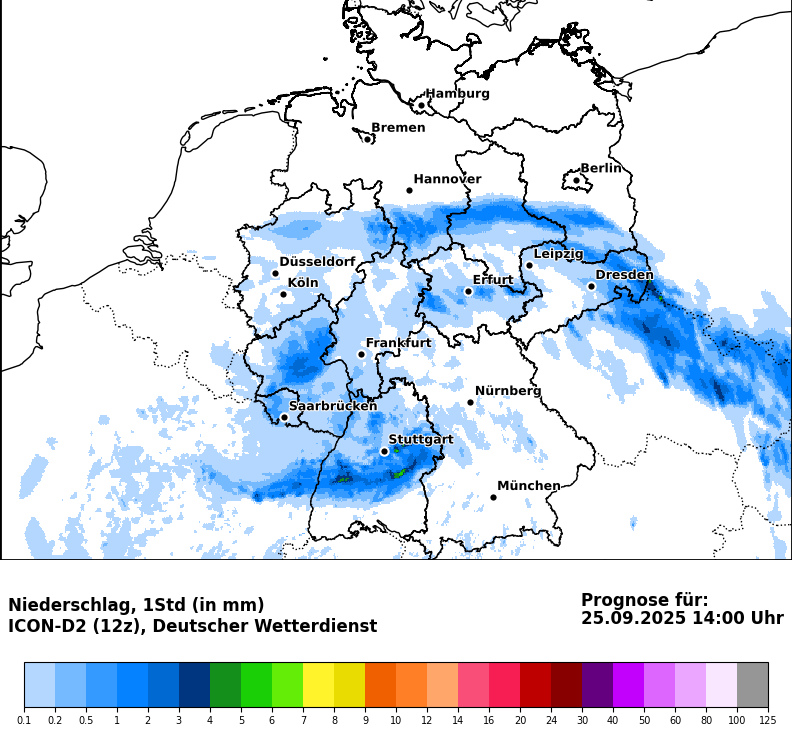 Hamburg
Bremen
Berlin
Hannover
Leipzig
Düsseldorf
Dresden
Köln
Erfurt
Frankfurt
Nürnberg
Saarbrücken
Stuttgart
München
Niederschlag, 1Std (in mm)
ICON-D2 (12z), Deutscher Wetterdienst
Prognose für:
25.09.2025 14:00 Uhr
0.1 0.2 0.5 1 2 3 4 5 6 7 8 9 10 12 14 16 20 24 30 40 50 60 80 100 125